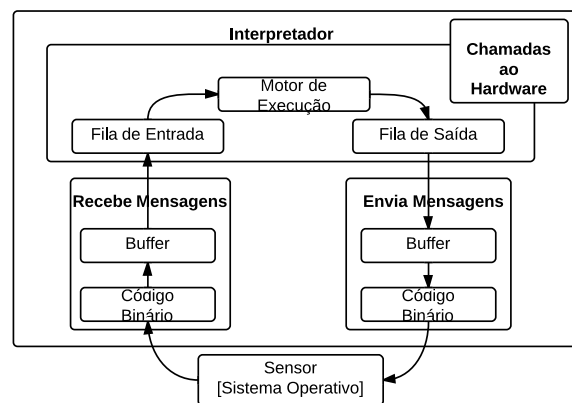 Interpretador
Chamadas
ao
Hardware
Motor de
Execução
Fila de Entrada
Fila de Saída
Recebe Mensagens
Envia Mensagens
Buffer
Buffer
Código
Binário
Código
Binário
Sensor
[Sistema Operativo]